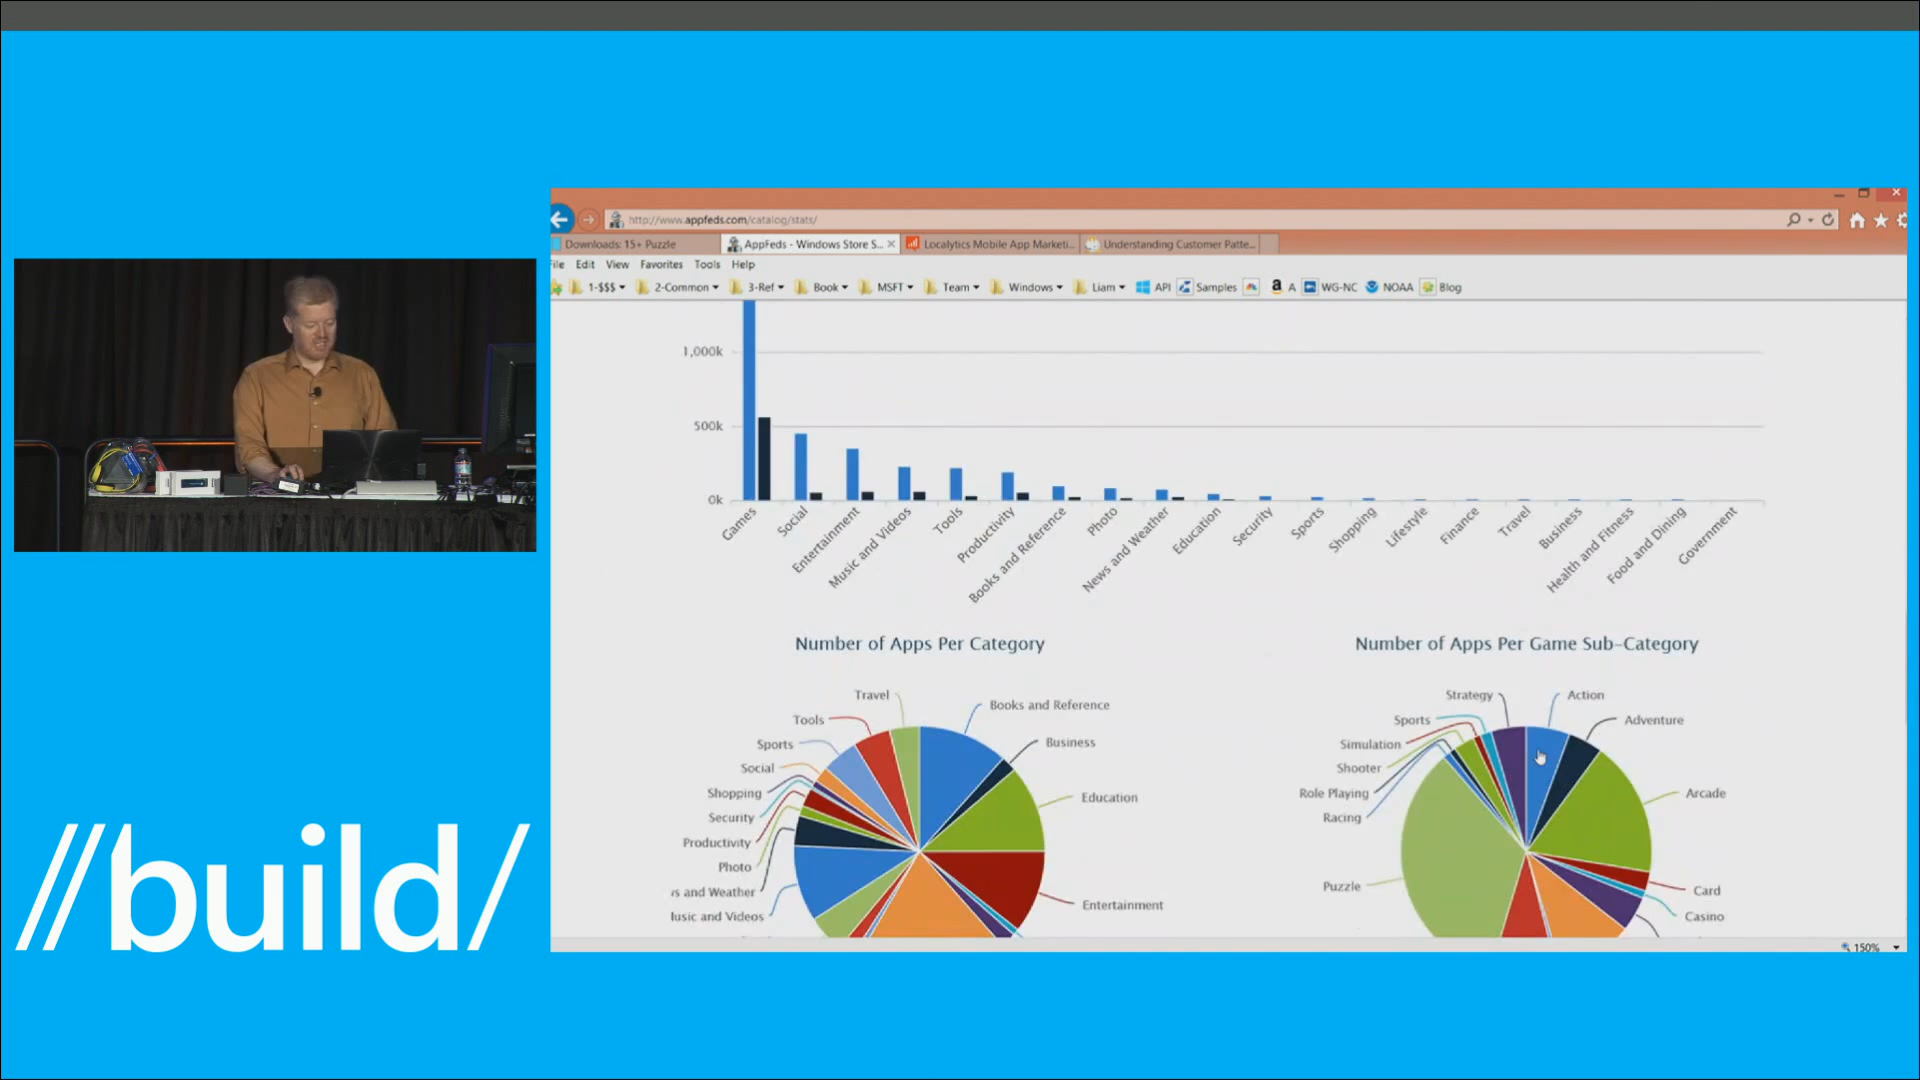 http://www.appfeds.com/catalog/stats/
Downloads: 15+ Puzzle
AppFeds - Windows Store S...
Localytics Mobile App Marketi...
Understanding Customer Patte...
File Edit View Favorites Tools Help
1-$$$ 2-Common 3-Ref Book MSFT Team Windows Liam API Samples a A WG-NC NOAA Blog
1,000k
500k
0k
Games Social Entertainment Music and Videos Tools Productivity Books and Reference Photo News and Weather Education Security Sports Shopping Lifestyle Finance Travel Business Health and Fitness Food and Dining Government
Number of Apps Per Category
Travel
Books and Reference
Tools
Business
Sports
Social
Shopping
Education
Security
Productivity
Photo
s and Weather
Entertainment
usic and Videos
Number of Apps Per Game Sub-Category
Strategy
Action
Sports
Adventure
Simulation
Shooter
Role Playing
Arcade
Racing
Puzzle
Card
Casino
150%
//build/